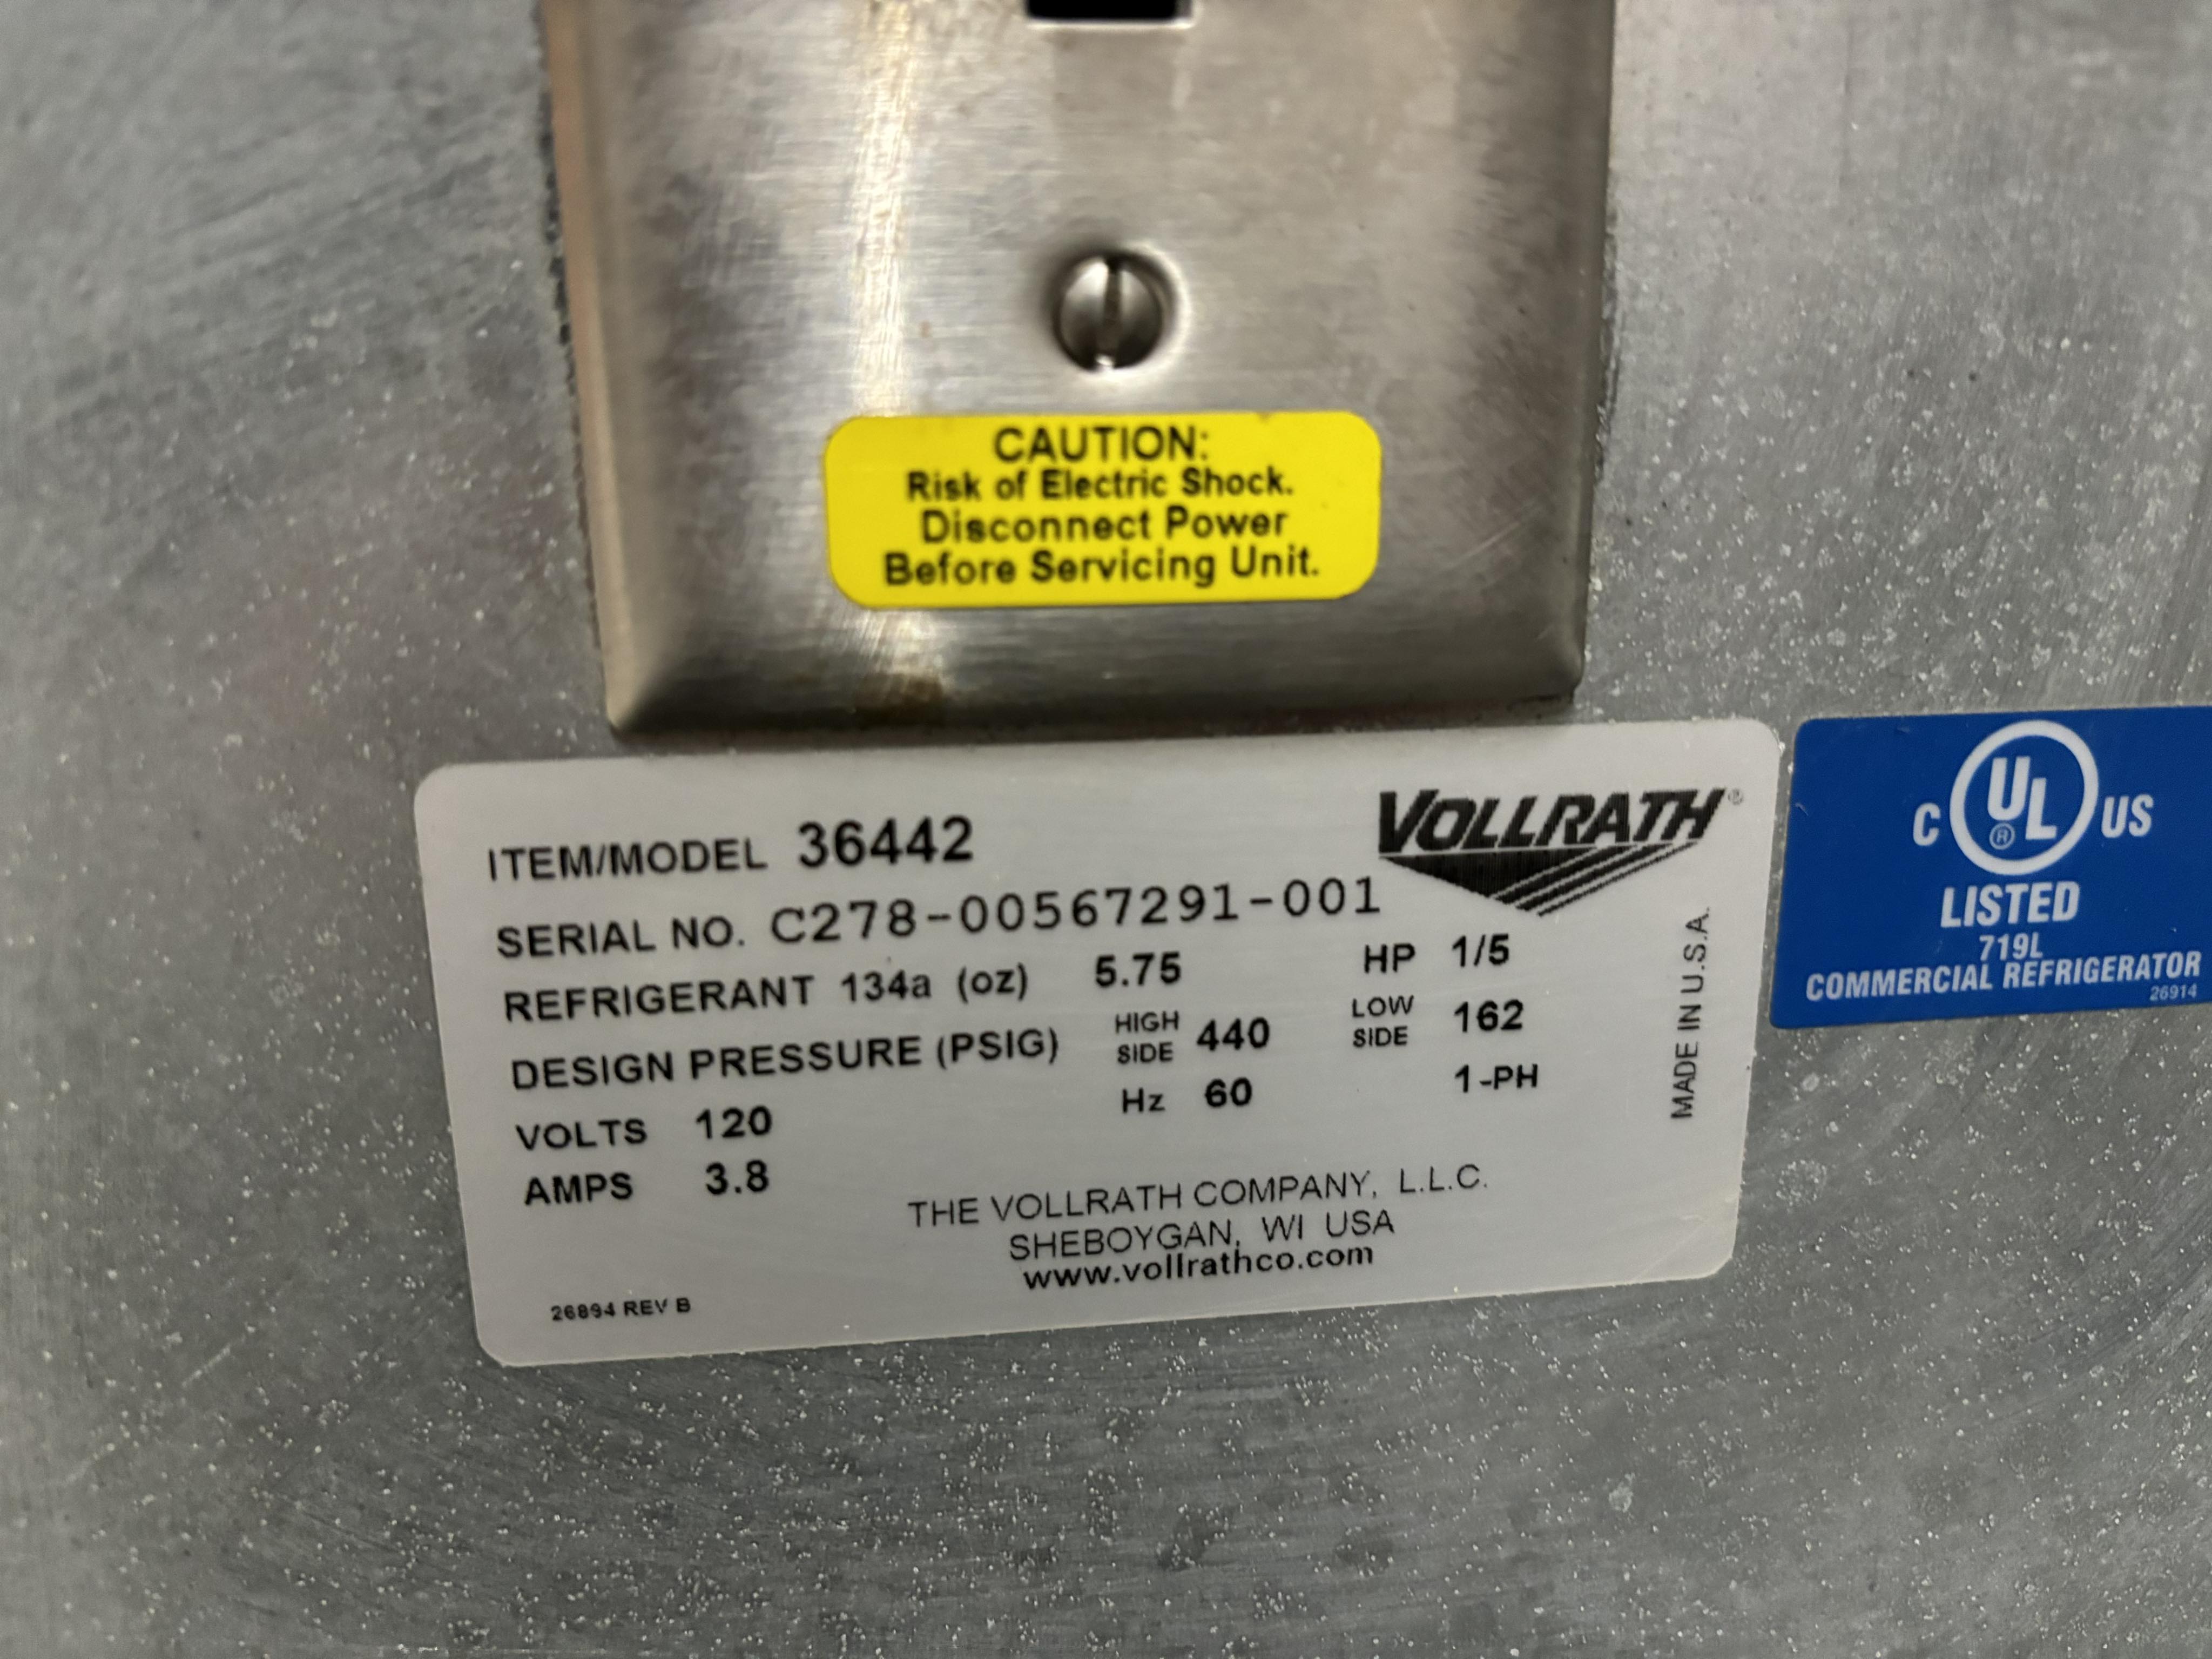 CAUTION:
Risk of Electric Shock.
Disconnect Power
Before Servicing Unit.
ITEM/MODEL 36442
VOLLRATH®
SERIAL NO. C278-00567291-001
REFRIGERANT 134a (oz) 5.75 HP 1/5
DESIGN PRESSURE (PSIG) HIGH SIDE 440 LOW SIDE 162
VOLTS 120 Hz 60 1-PH
AMPS 3.8
MADE IN U.S.A.
THE VOLLRATH COMPANY, L.L.C.
SHEBOYGAN, WI USA
www.vollrathco.com
26894 REV B
C UL® US
LISTED
719L
COMMERCIAL REFRIGERATOR
26914